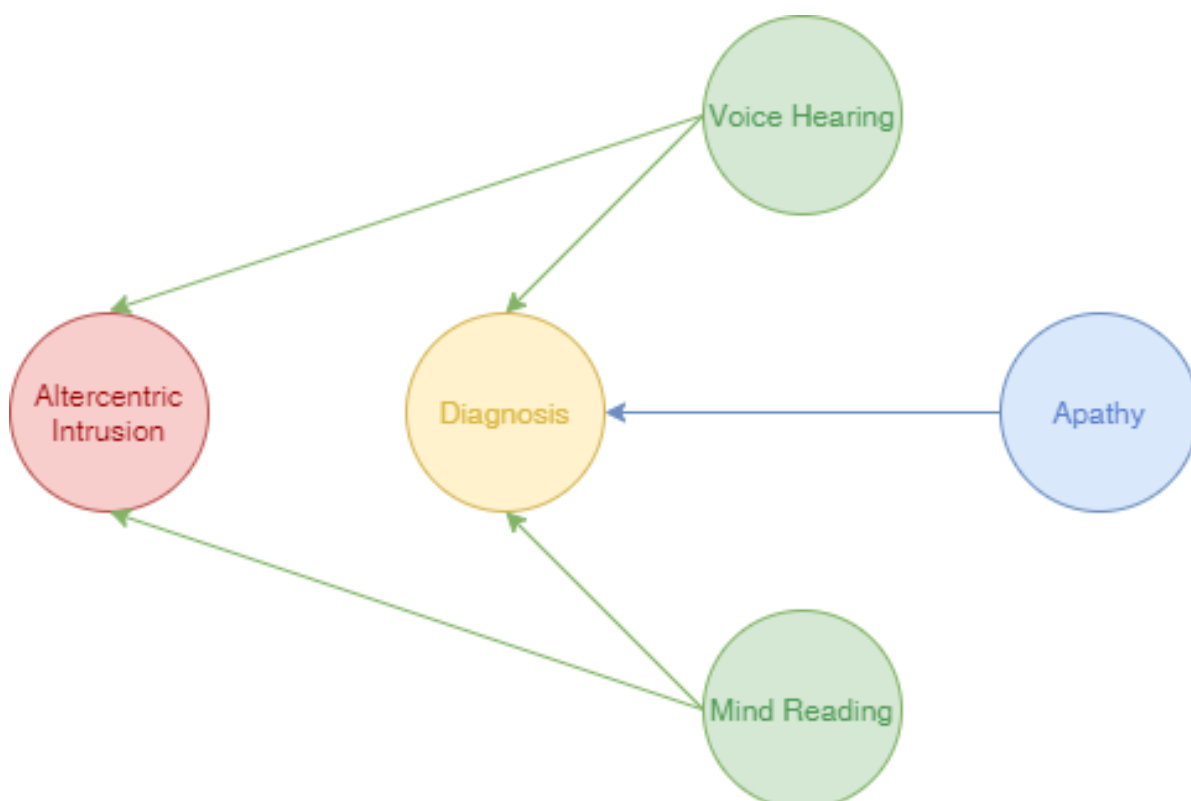 Voice Hearing
Altercentric
Intrusion
Diagnosis
Apathy
Mind Reading